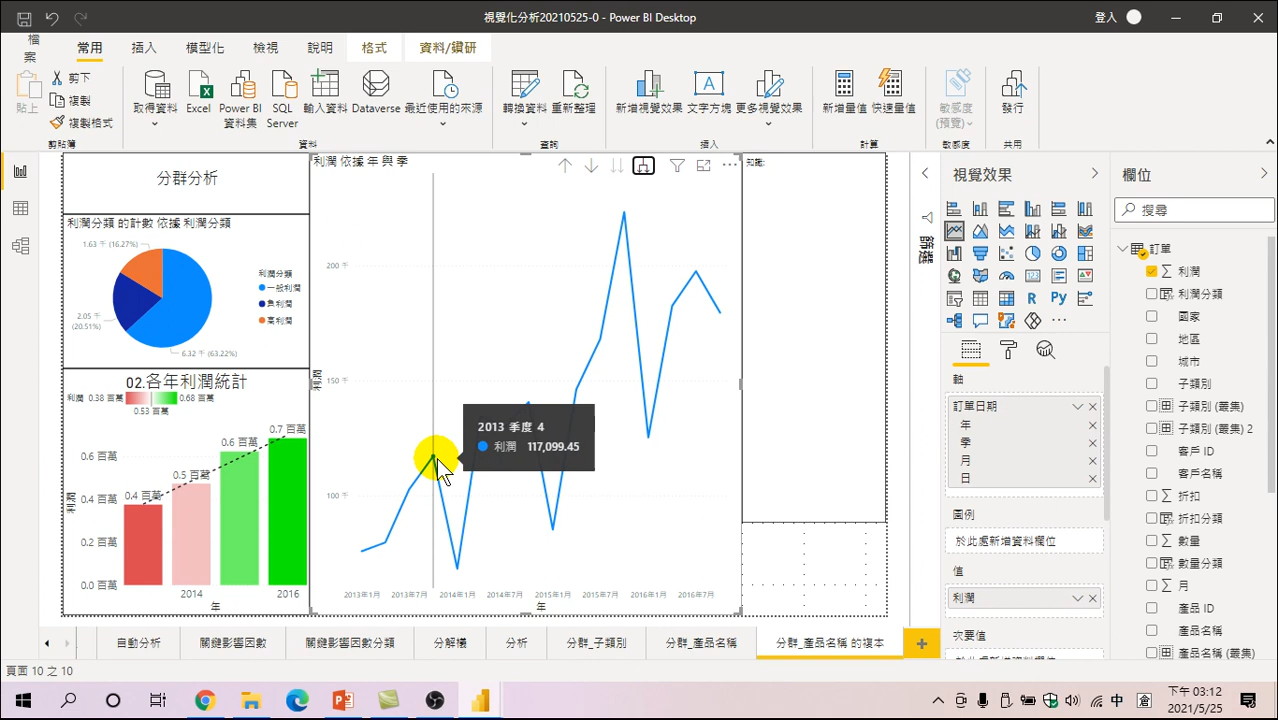 視覺化分析20210525-0 - Power BI Desktop
登入
檔案
常用
插入
模型化
檢視
說明
格式
資料/鑽研
貼上
剪下
複製
複製格式
剪貼簿
取得資料
Excel
Power BI 資料集
SQL Server
輸入資料
Dataverse
最近使用的來源
資料
轉換資料
重新整理
查詢
新增視覺效果
文字方塊
更多視覺效果
插入
新增量值
快速量值
計算
敏感度 (預覽)
敏感度
發行
共用
分群分析
利潤分類 的計數 依據 利潤分類
1.63 千 (16.27%)
2.05 千 (20.51%)
6.32 千 (63.22%)
利潤分類
一般利潤
負利潤
高利潤
02.各年利潤統計
利潤 0.38 百萬
0.68 百萬
0.53 百萬
0.7 百萬
0.6 百萬
0.5 百萬
0.4 百萬
0.6 百萬
0.4 百萬
0.2 百萬
0.0 百萬
利潤
2014
2016
年
利潤 依據 年 與 季
200 千
150 千
100 千
利潤
2013 季度 4
利潤 117,099.45
2013年1月
2013年7月
2014年1月
2014年7月
2015年1月
2015年7月
2016年1月
2016年7月
年
知識:
篩選
視覺效果
軸
訂單日期
年
季
月
日
圖例
於此處新增資料欄位
值
利潤
次要值
欄位
搜尋
訂單
利潤
利潤分類
國家
地區
城市
子類別
子類別 (叢集)
子類別 (叢集) 2
客戶 ID
客戶名稱
折扣
折扣分類
數量
數量分類
月
產品 ID
產品名稱
產品名稱 (叢集)
自動分析
關鍵影響因數
關鍵影響因數分類
分解樹
分析
分群_子類別
分群_產品名稱
分群_產品名稱 的複本
頁面 10 之 10
中
倉
下午 03:12
2021/5/25